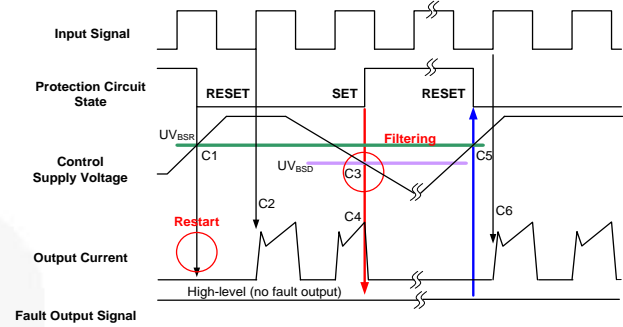 Input Signal
Protection Circuit
State
RESET
SET
RESET
UVBSR
Filtering
C1
C5
Control
Supply Voltage
UVBSD
C3
C2
C4
C6
Restart
Output Current
High-level (no fault output)
Fault Output Signal